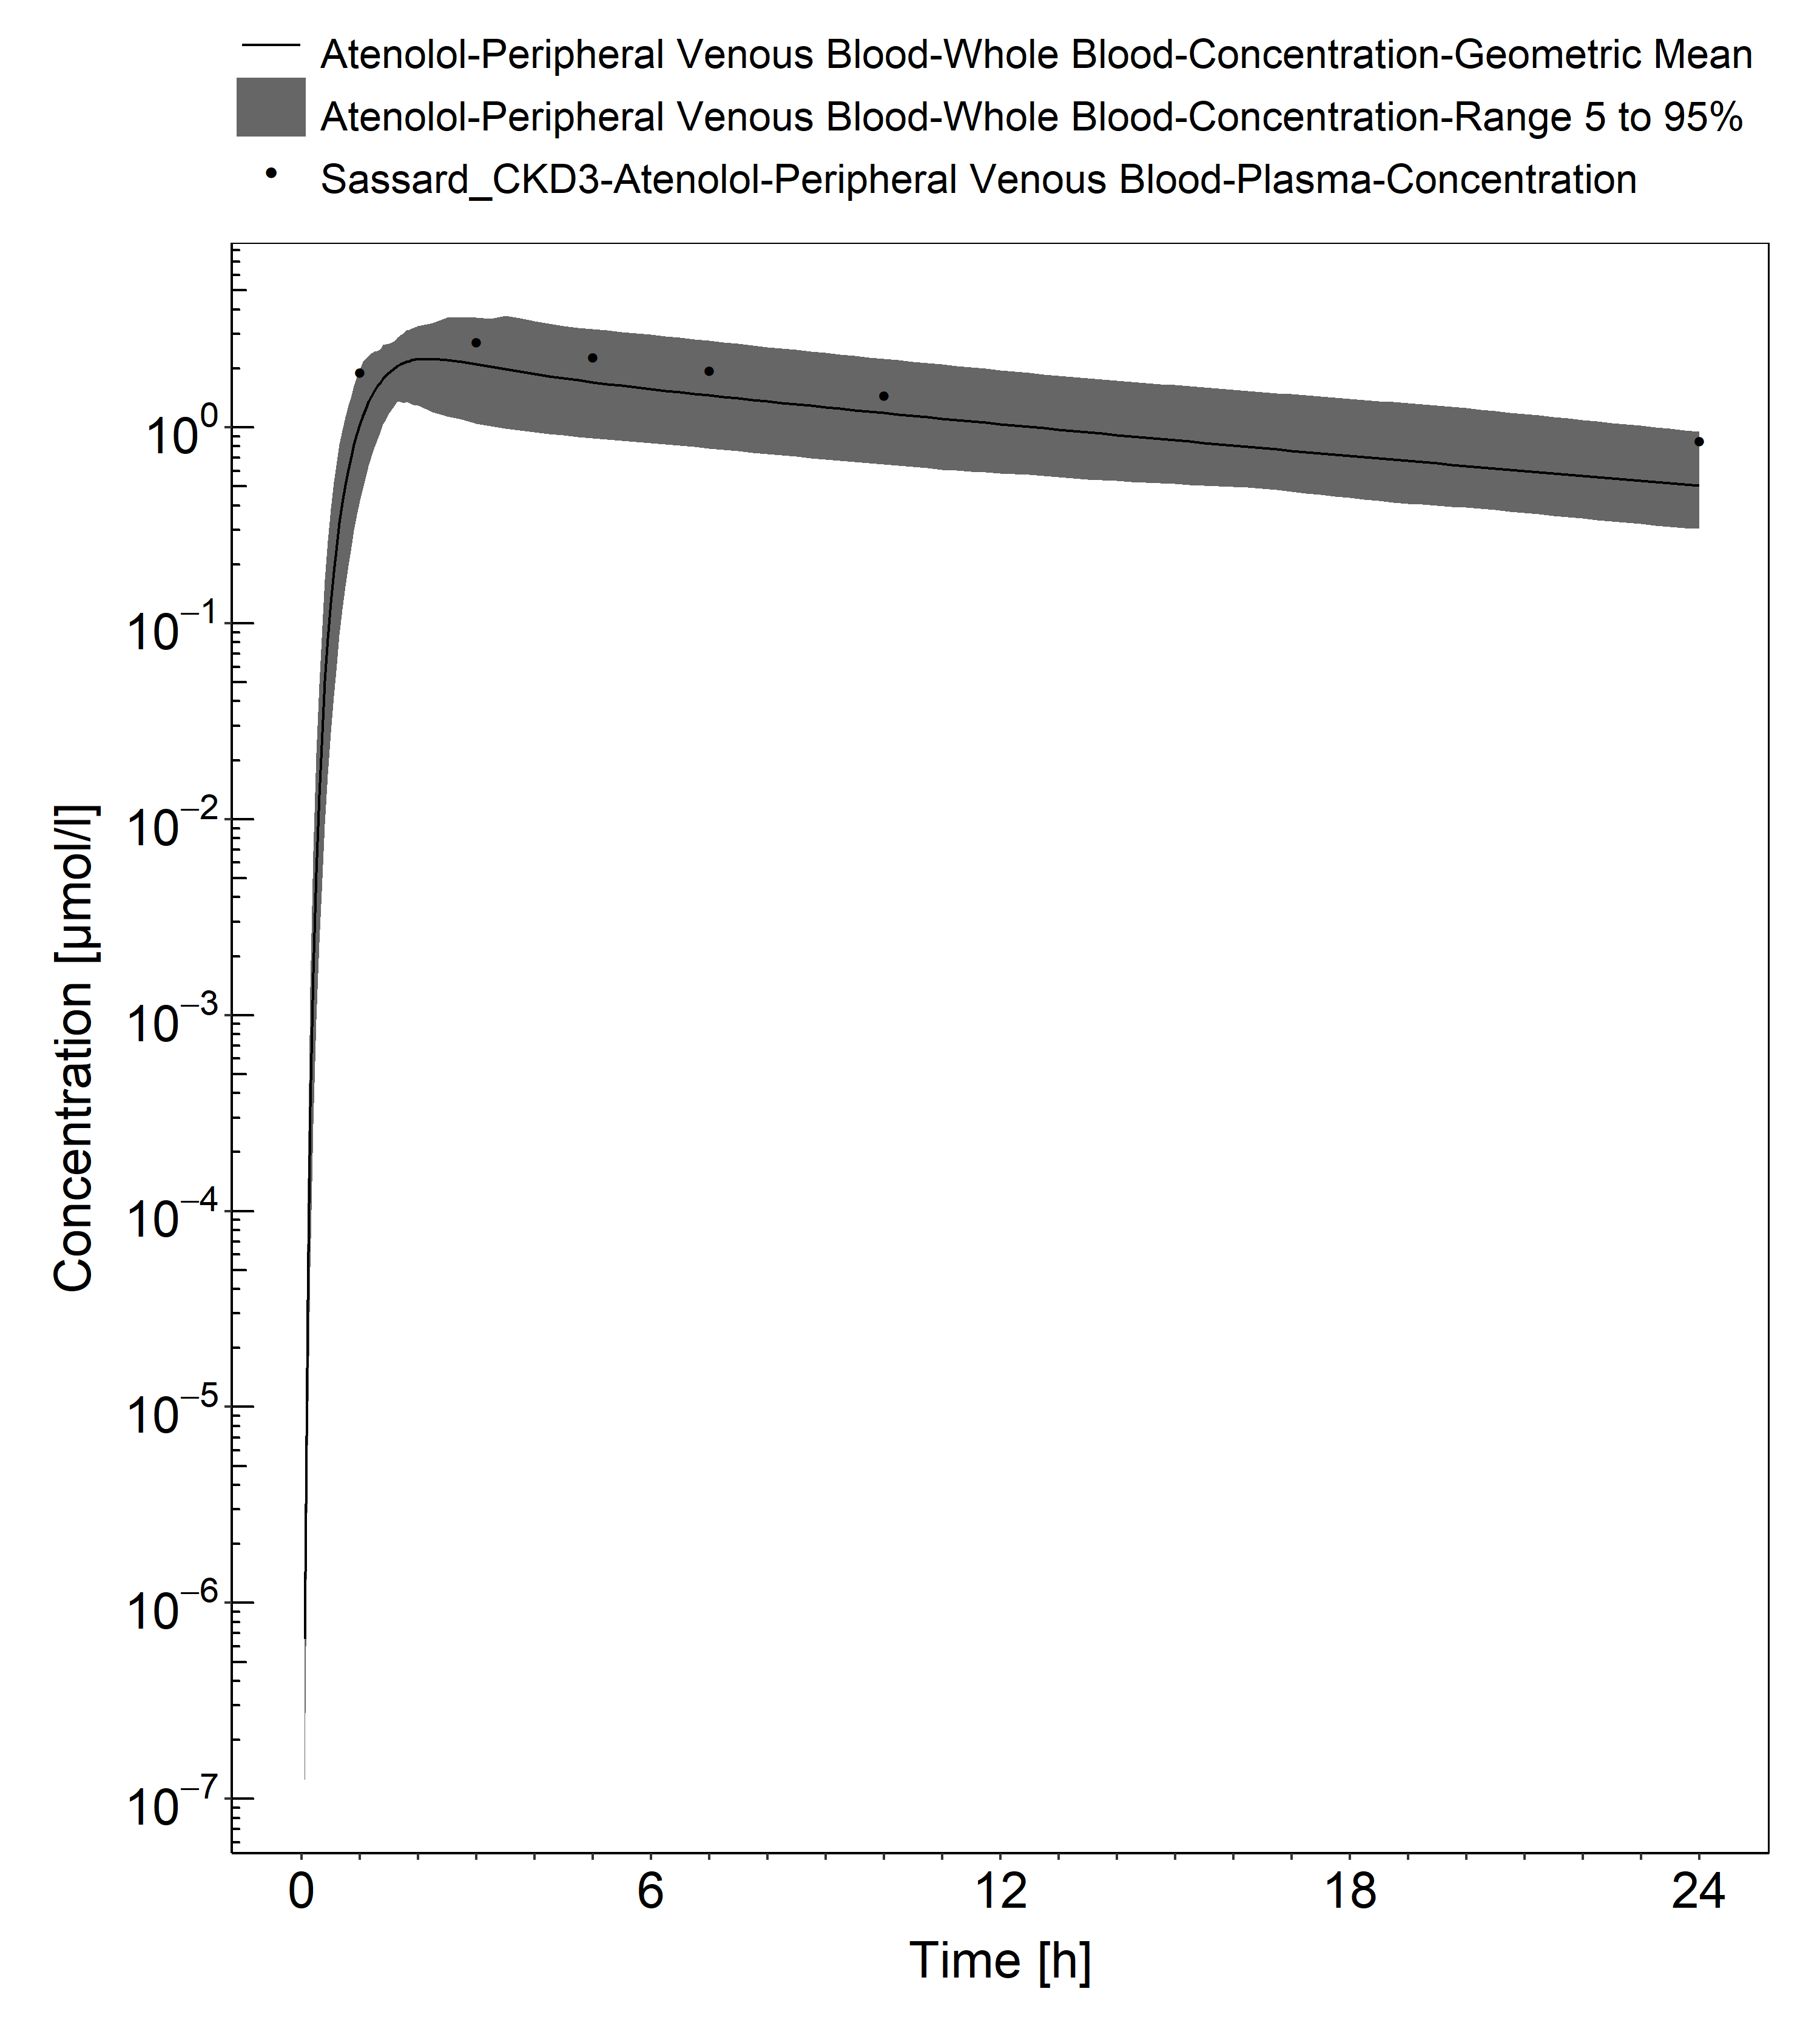 Atenolol-Peripheral Venous Blood-Whole Blood-Concentration-Geometric Mean
Atenolol-Peripheral Venous Blood-Whole Blood-Concentration-Range 5 to 95%
Sassard_CKD3-Atenolol-Peripheral Venous Blood-Plasma-Concentration
Concentration [µmol/l]
10⁰
10⁻¹
10⁻²
10⁻³
10⁻⁴
10⁻⁵
10⁻⁶
10⁻⁷
0 6 12 18 24
Time [h]